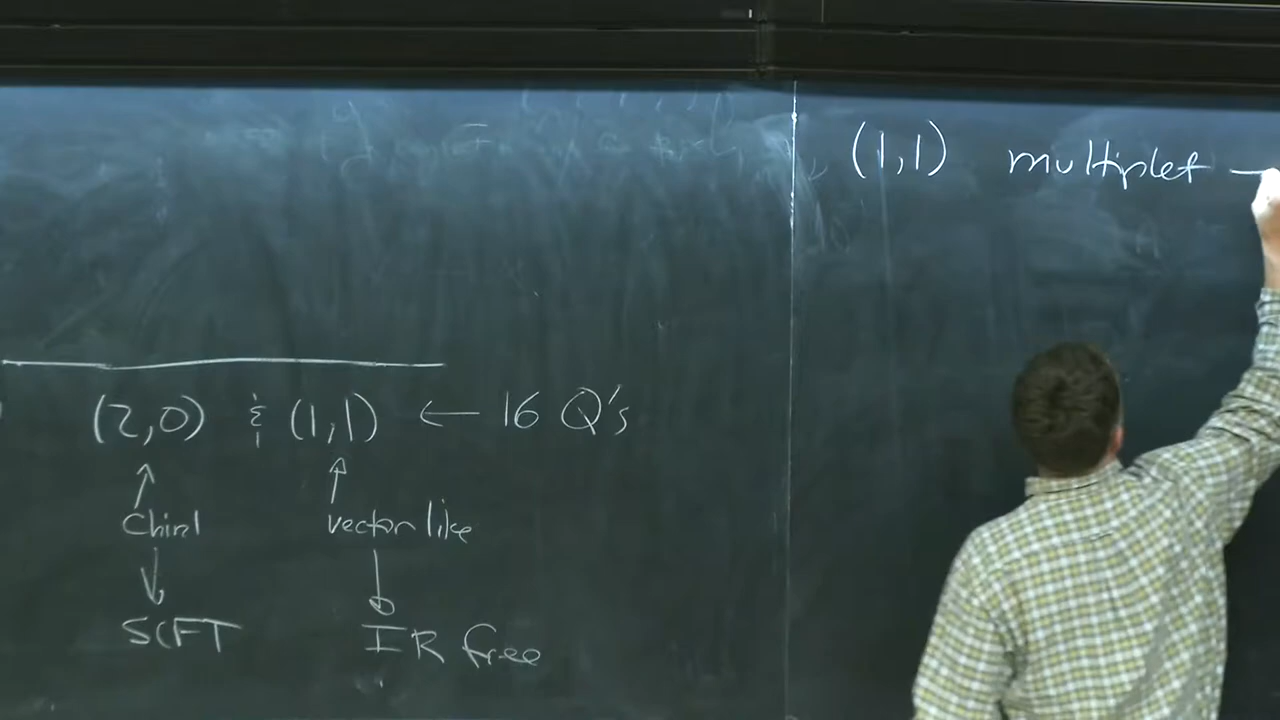 (2,0) & (1,1) ← 16 Q's
↑ ↑
Chiral vector like
↓ ↓
SCFT IR free
(1,1) multiplet —